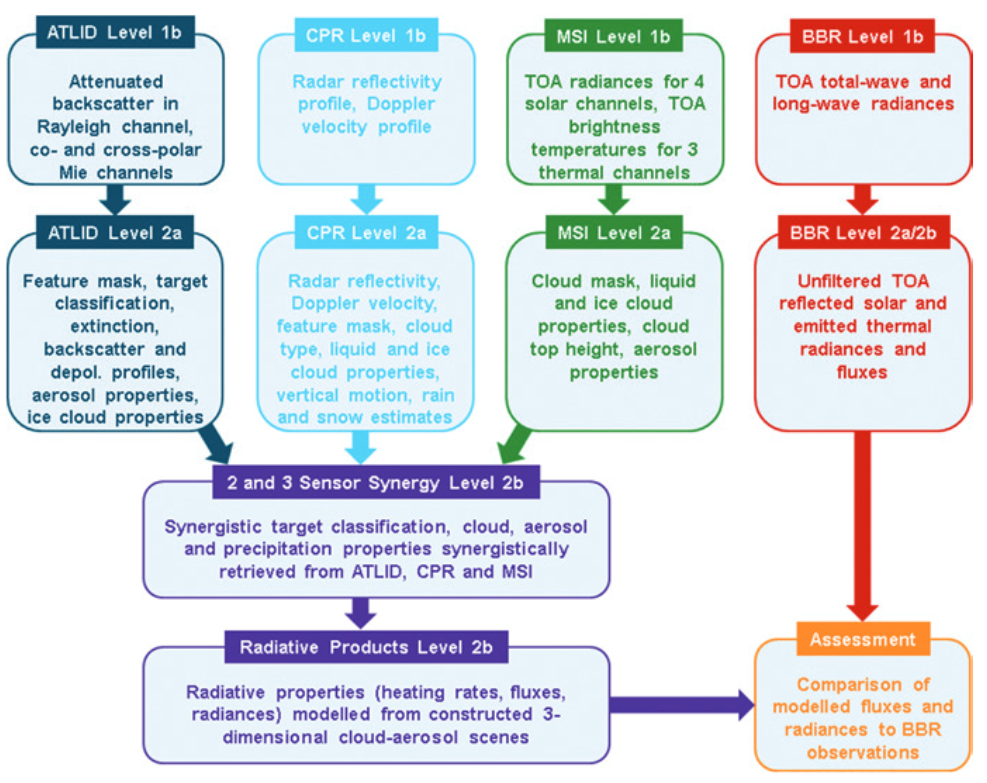 ATLID Level 1b
Attenuated
backscatter in
Rayleigh channel,
co- and cross-polar
Mie channels
CPR Level 1b
Radar reflectivity
profile, Doppler
velocity profile
MSI Level 1b
TOA radiances for 4
solar channels, TOA
brightness
temperatures for 3
thermal channels
BBR Level 1b
TOA total-wave and
long-wave radiances
ATLID Level 2a
Feature mask, target
classification,
extinction,
backscatter and
depol. profiles,
aerosol properties,
ice cloud properties
CPR Level 2a
Radar reflectivity,
Doppler velocity,
feature mask, cloud
type, liquid and ice
cloud properties,
vertical motion, rain
and snow estimates
MSI Level 2a
Cloud mask, liquid
and ice cloud
properties, cloud
top height, aerosol
properties
BBR Level 2a/2b
Unfiltered TOA
reflected solar and
emitted thermal
radiances and
fluxes
2 and 3 Sensor Synergy Level 2b
Synergistic target classification, cloud, aerosol
and precipitation properties synergistically
retrieved from ATLID, CPR and MSI
Radiative Products Level 2b
Radiative properties (heating rates, fluxes,
radiances) modelled from constructed 3-
dimensional cloud-aerosol scenes
Assessment
Comparison of
modelled fluxes and
radiances to BBR
observations